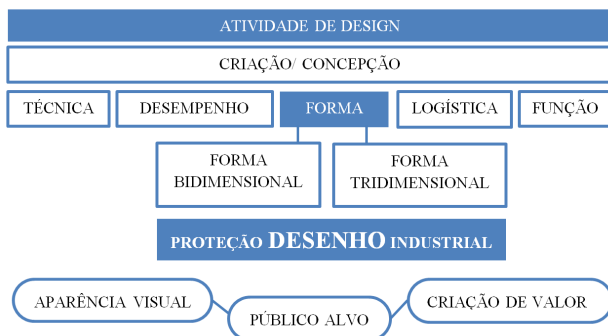 ATIVIDADE DE DESIGN
CRIAÇÃO/ CONCEPÇÃO
TÉCNICA
DESEMPENHO
FORMA
LOGÍSTICA
FUNÇÃO
FORMA
BIDIMENSIONAL
FORMA
TRIDIMENSIONAL
PROTEÇÃO DESENHO INDUSTRIAL
APARÊNCIA VISUAL
PÚBLICO ALVO
CRIAÇÃO DE VALOR